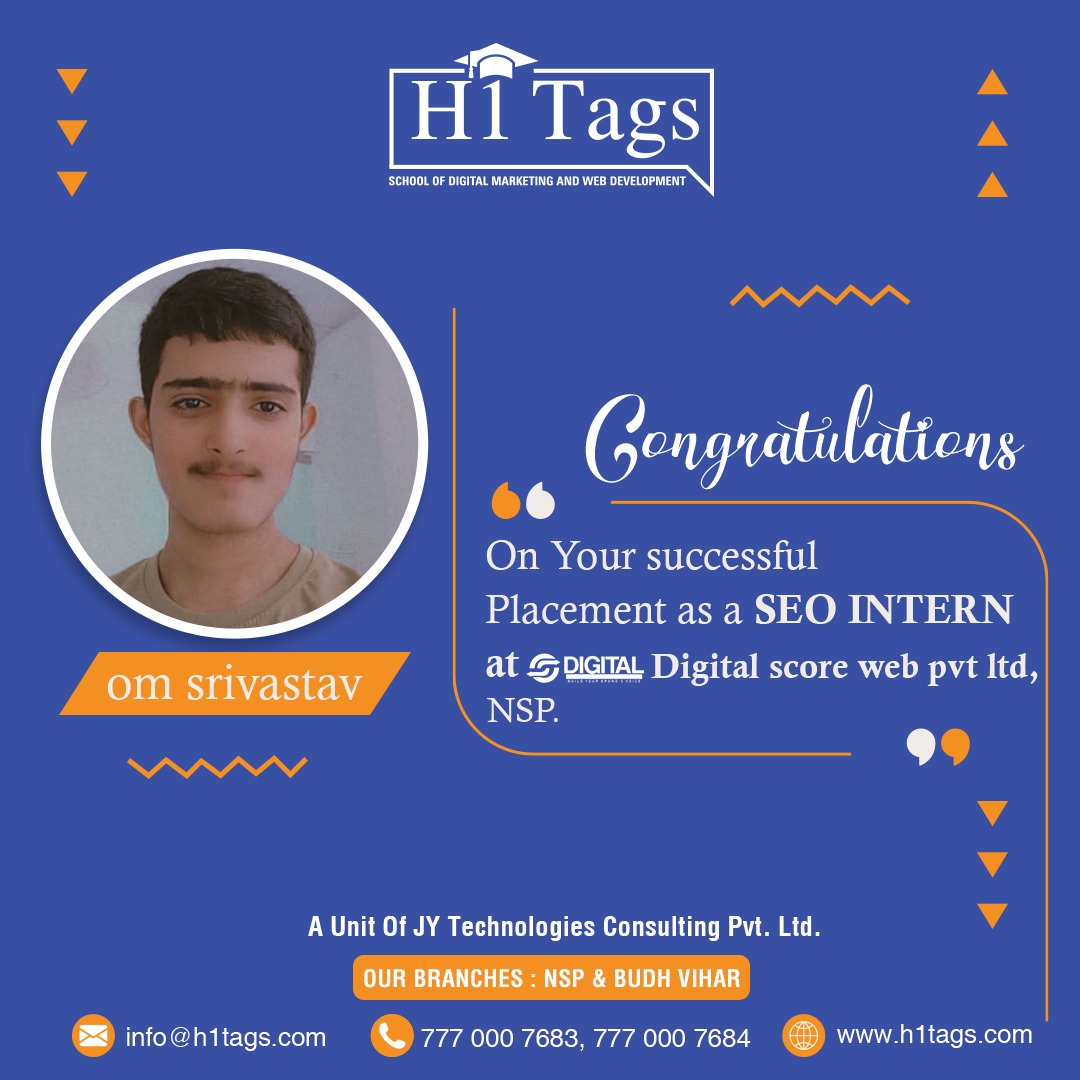 H1 Tags
SCHOOL OF DIGITAL MARKETING AND WEB DEVELOPMENT
Congratulations
On Your successful
Placement as a SEO INTERN
at DIGITAL Digital score web pvt ltd,
NSP.
om srivastav
A Unit Of JY Technologies Consulting Pvt. Ltd.
OUR BRANCHES : NSP & BUDH VIHAR
info@h1tags.com 777 000 7683, 777 000 7684 www.h1tags.com